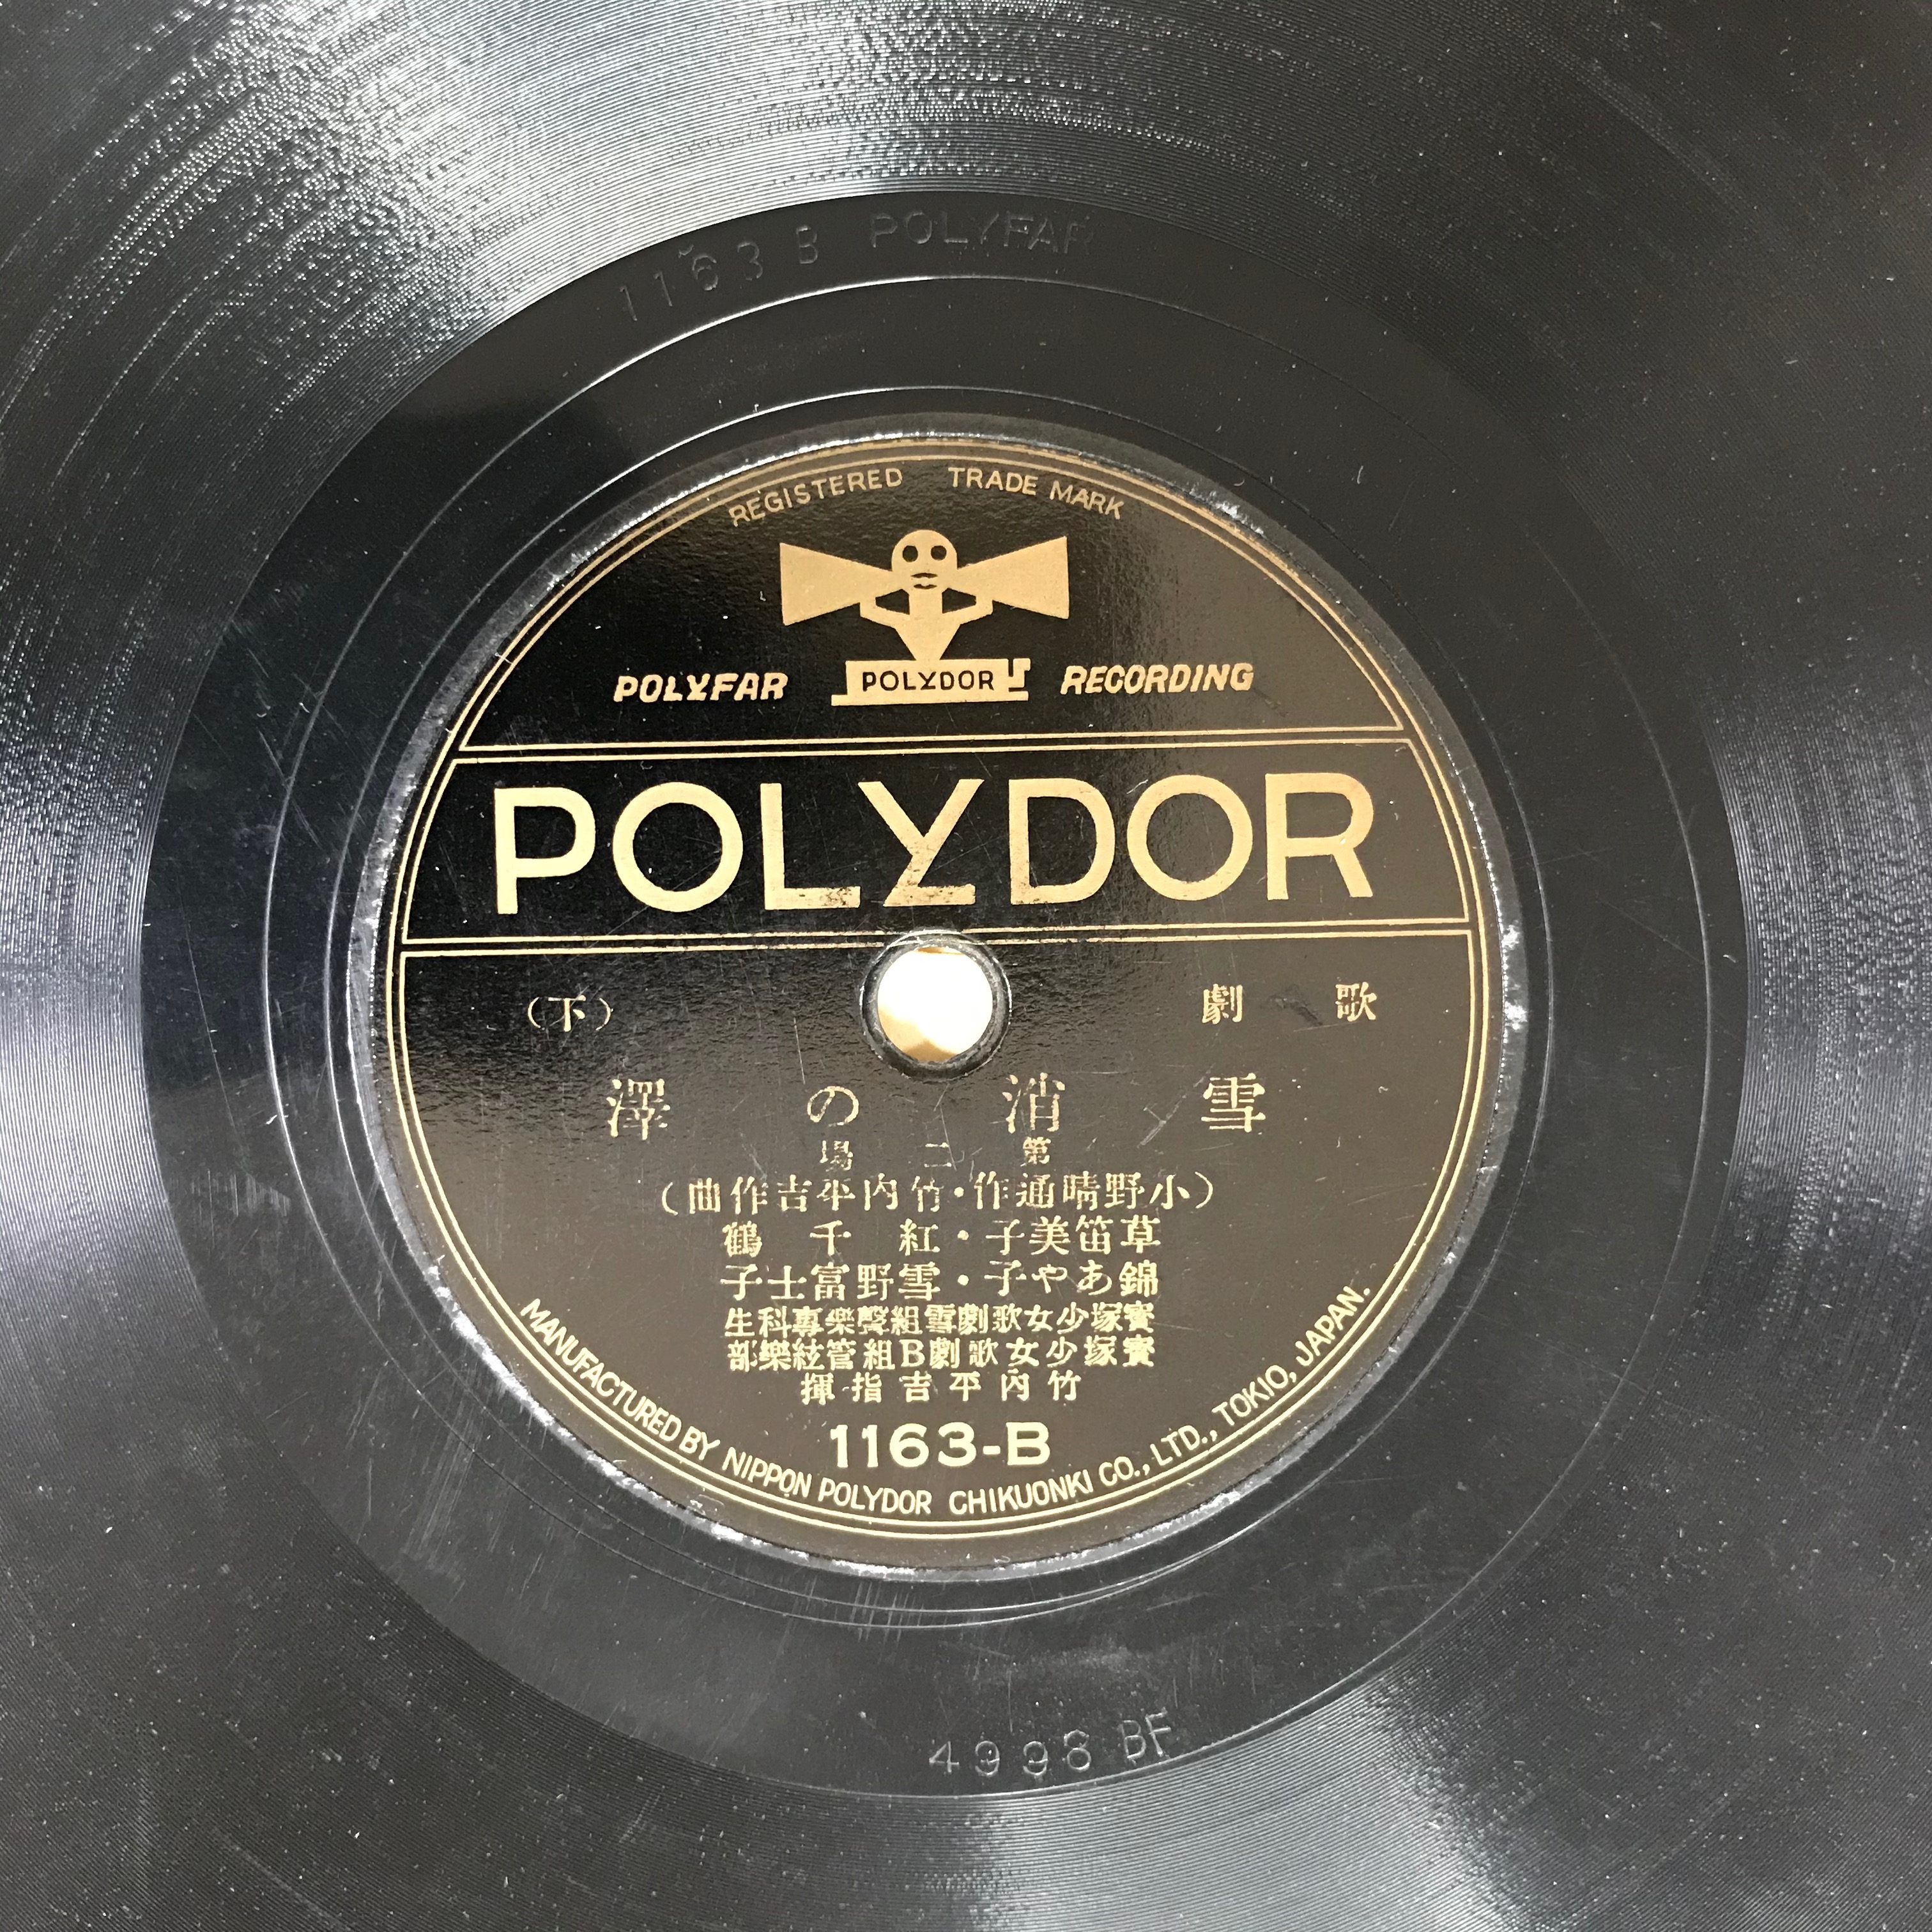 1163 B POLYFAR
REGISTERED TRADE MARK
POLYFAR POLYDOR RECORDING
POLYDOR
歌劇 (下)
雪消の澤
第二場
(小野晴通作・竹内平吉作曲)
草笛美子・紅千鶴
錦あや子・雪野富士子
寶塚少女歌劇雪組聲樂專科生
寶塚少女歌劇B組管絃樂部
竹内平吉指揮
1163-B
MANUFACTURED BY NIPPON POLYDOR CHIKUONKI CO., LTD., TOKIO, JAPAN.
4998 BF